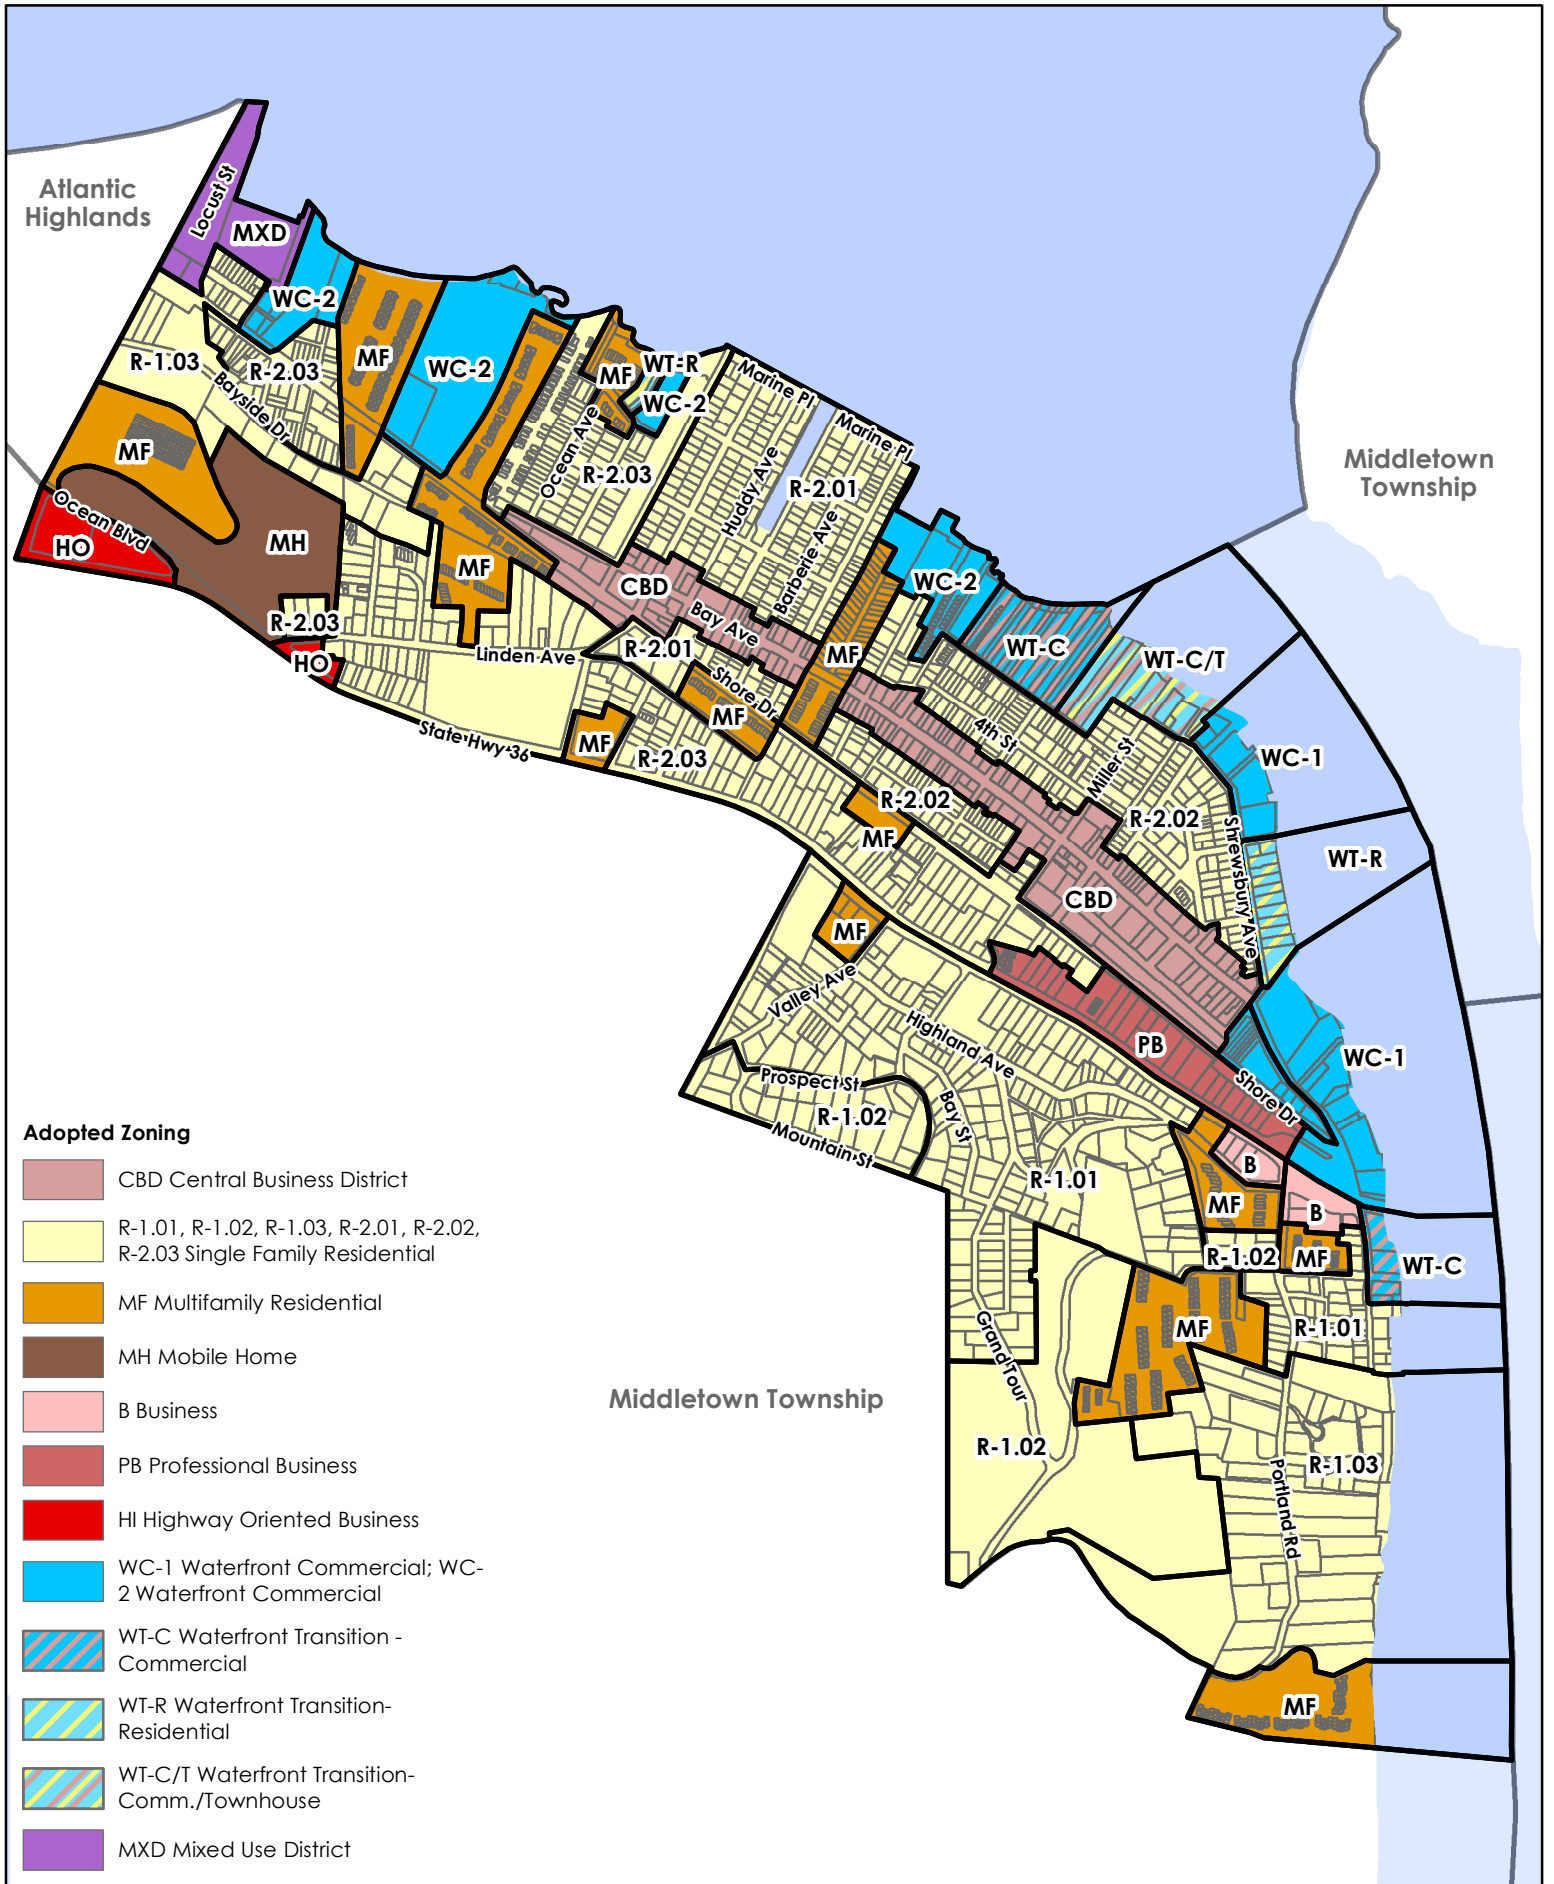 Atlantic
Highlands
Locust St
MXD
WC-2
R-1.03
R-2.03
MF
WC-2
MF
WT-R
WC-2
Marine Pl
Marine Pl
Bayside Dr
Ocean Ave
R-2.03
Huddy Ave
R-2.01
Barberie Ave
Middletown
Township
MF
Ocean Blvd
HO
MH
MF
CBD
Bay Ave
WC-2
R-2.03
HO
Linden Ave
R-2.01
Shore Dr
MF
MF
WT-C
WT-C/T
State Hwy 36
MF
R-2.03
4th St
Miller St
WC-1
R-2.02
MF
R-2.02
Shrewsbury Ave
WT-R
CBD
MF
Valley Ave
Highland Ave
PB
WC-1
Shore Dr
Prospect St
R-1.02
Mountain St
Bay St
R-1.01
B
MF
B
R-1.02
MF
WT-C
Grand Tour
MF
R-1.01
Middletown Township
R-1.02
R-1.03
Portland Rd
MF
Adopted Zoning
CBD Central Business District
R-1.01, R-1.02, R-1.03, R-2.01, R-2.02,
R-2.03 Single Family Residential
MF Multifamily Residential
MH Mobile Home
B Business
PB Professional Business
HI Highway Oriented Business
WC-1 Waterfront Commercial; WC-
2 Waterfront Commercial
WT-C Waterfront Transition -
Commercial
WT-R Waterfront Transition-
Residential
WT-C/T Waterfront Transition-
Comm./Townhouse
MXD Mixed Use District